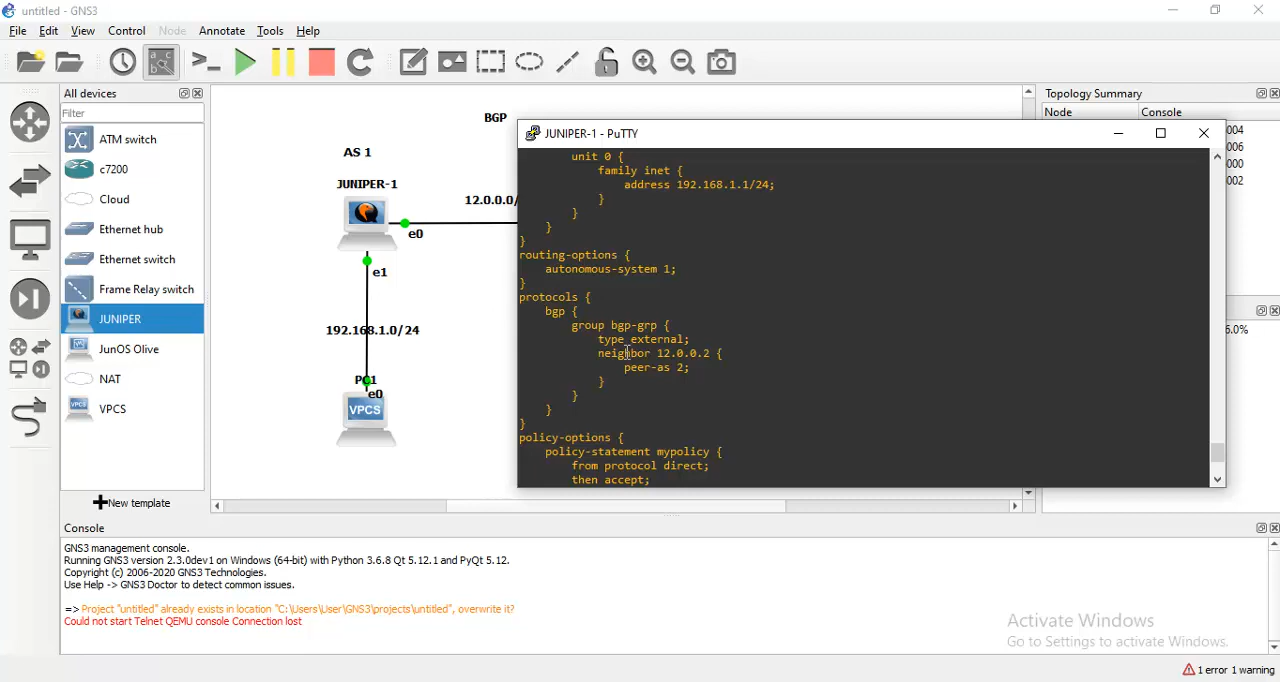 untitled - GNS3
File Edit View Control Node Annotate Tools Help
All devices
Filter
ATM switch
c7200
Cloud
Ethernet hub
Ethernet switch
Frame Relay switch
JUNIPER
JunOS Olive
NAT
VPCS
New template
BGP
AS 1
JUNIPER-1
12.0.0.0/
e0
e1
192.168.1.0/24
PC1
e0
VPCS
JUNIPER-1 - PuTTY
unit 0 {
family inet {
address 192.168.1.1/24;
}
}
}
}
routing-options {
autonomous-system 1;
}
protocols {
bgp {
group bgp-grp {
type external;
neighbor 12.0.0.2 {
peer-as 2;
}
}
}
}
policy-options {
policy-statement mypolicy {
from protocol direct;
then accept;
Topology Summary
Node Console
004
006
000
002
6.0%
Console
GNS3 management console.
Running GNS3 version 2.3.0dev1 on Windows (64-bit) with Python 3.6.8 Qt 5.12.1 and PyQt 5.12.
Copyright (c) 2006-2020 GNS3 Technologies.
Use Help -> GNS3 Doctor to detect common issues.
=> Project "untitled" already exists in location "C:\Users\User\GNS3\projects\untitled", overwrite it?
Could not start Telnet QEMU console Connection lost
Activate Windows
Go to Settings to activate Windows.
1 error 1 warning